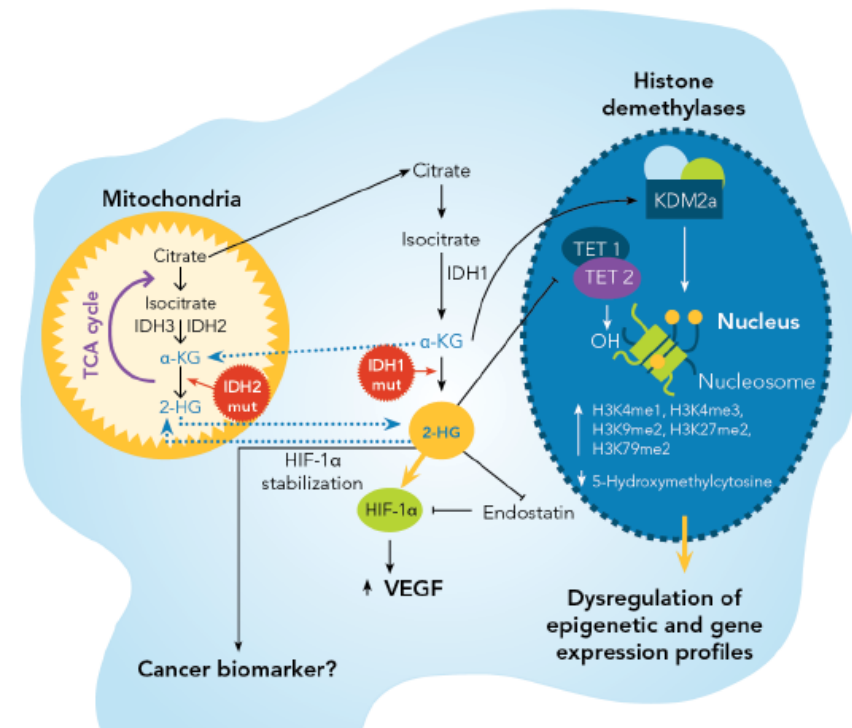 Histone
demethylases
Citrate
KDM2a
Mitochondria
Isocitrate
TET 1
Citrate
IDH1
TET 2
Isocitrate
IDH3 IDH2
Nucleus
TCA cycle
α-KG
α-KG
OH
IDH1
mut
IDH2
mut
Nucleosome
2-HG
2-HG
H3K4me1, H3K4me3,
H3K9me2, H3K27me2,
H3K79me2
HIF-1α
stabilization
5-Hydroxymethylcytosine
HIF-1α
Endostatin
VEGF
Dysregulation of
epigenetic and gene
expression profiles
Cancer biomarker?